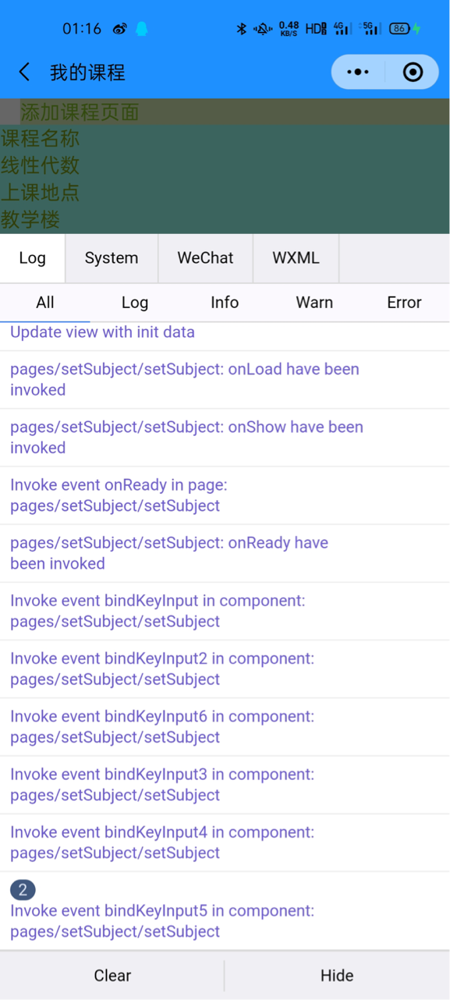 01:16
0.48
KB/S
HD
4G
5G
86
我的课程
添加课程页面
课程名称
线性代数
上课地点
教学楼
Log System WeChat WXML
All Log Info Warn Error
Update view with init data
pages/setSubject/setSubject: onLoad have been
invoked
pages/setSubject/setSubject: onShow have been
invoked
Invoke event onReady in page:
pages/setSubject/setSubject
pages/setSubject/setSubject: onReady have
been invoked
Invoke event bindKeyInput in component:
pages/setSubject/setSubject
Invoke event bindKeyInput2 in component:
pages/setSubject/setSubject
Invoke event bindKeyInput6 in component:
pages/setSubject/setSubject
Invoke event bindKeyInput3 in component:
pages/setSubject/setSubject
Invoke event bindKeyInput4 in component:
pages/setSubject/setSubject
2
Invoke event bindKeyInput5 in component:
pages/setSubject/setSubject
Clear Hide